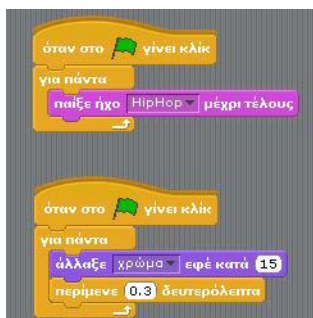 όταν στο γίνει κλικ
για πάντα
παίξε ήχο HipHop μέχρι τέλους
όταν στο γίνει κλικ
για πάντα
άλλαξε χρώμα εφέ κατά 15
περίμενε 0.3 δευτερόλεπτα